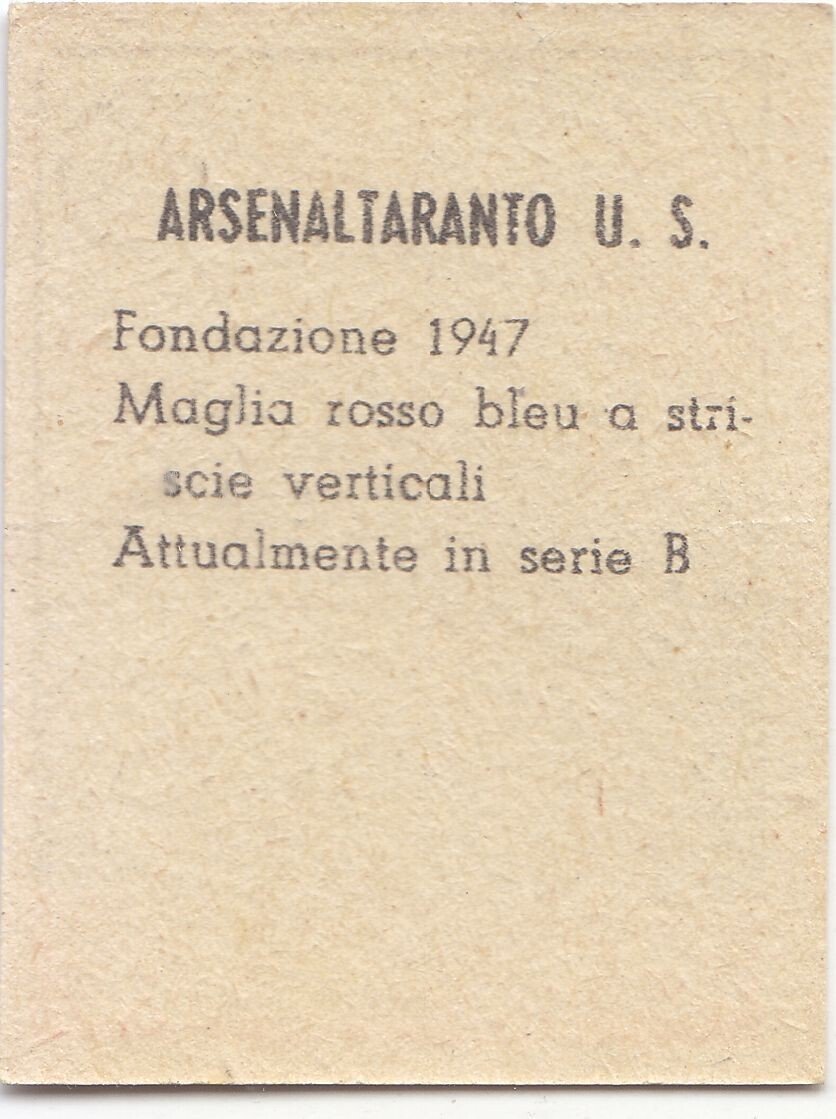 ARSENALTARANTO U. S.
Fondazione 1947
Maglia rosso bleu a stri-
scie verticali
Attualmente in serie B